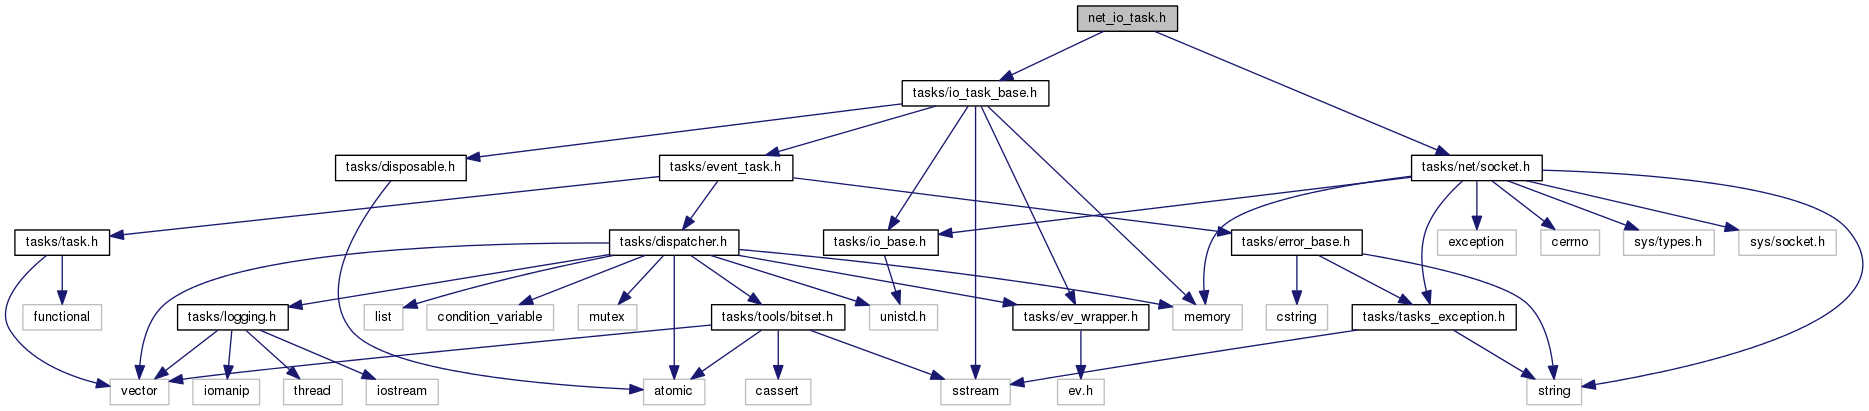 net_io_task.h
tasks/io_task_base.h
tasks/disposable.h
tasks/event_task.h
tasks/net/socket.h
tasks/task.h
tasks/dispatcher.h
tasks/io_base.h
tasks/error_base.h
exception
cerrno
sys/types.h
sys/socket.h
functional
tasks/logging.h
list
condition_variable
mutex
tasks/tools/bitset.h
unistd.h
tasks/ev_wrapper.h
memory
cstring
tasks/tasks_exception.h
vector
iomanip
thread
iostream
atomic
cassert
sstream
ev.h
string